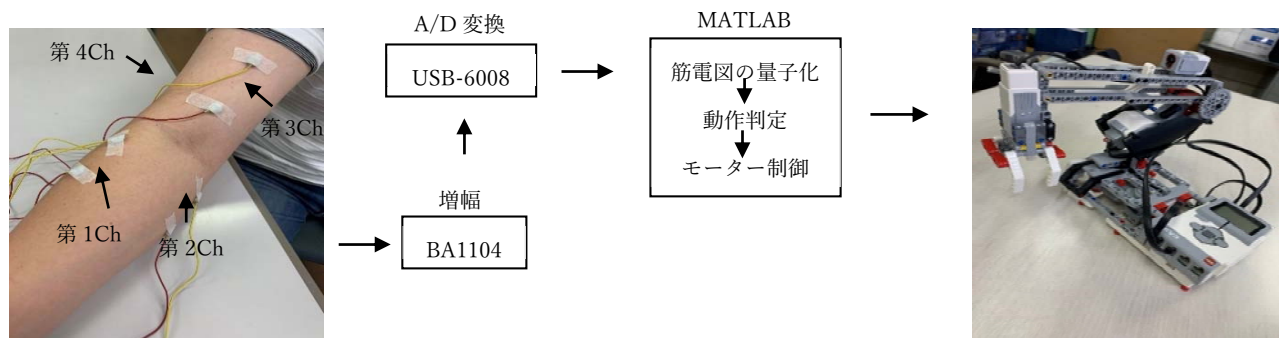 第 4Ch
第 3Ch
第 1Ch
第 2Ch
増幅
BA1104
A/D 変換
USB-6008
MATLAB
筋電図の量子化
動作判定
モーター制御